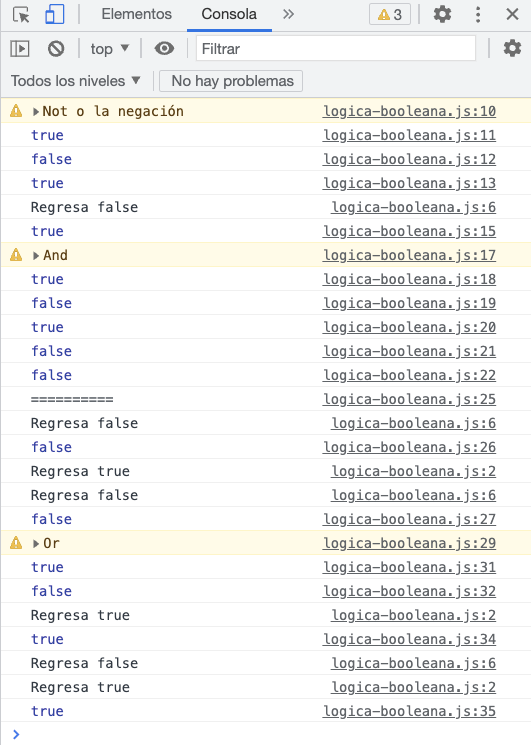 Elementos Consola » 3
top Filtrar
Todos los niveles No hay problemas
Not o la negación logica-booleana.js:10
true logica-booleana.js:11
false logica-booleana.js:12
true logica-booleana.js:13
Regresa false logica-booleana.js:6
true logica-booleana.js:15
And logica-booleana.js:17
true logica-booleana.js:18
false logica-booleana.js:19
true logica-booleana.js:20
false logica-booleana.js:21
false logica-booleana.js:22
========== logica-booleana.js:25
Regresa false logica-booleana.js:6
false logica-booleana.js:26
Regresa true logica-booleana.js:2
Regresa false logica-booleana.js:6
false logica-booleana.js:27
Or logica-booleana.js:29
true logica-booleana.js:31
false logica-booleana.js:32
Regresa true logica-booleana.js:2
true logica-booleana.js:34
Regresa false logica-booleana.js:6
Regresa true logica-booleana.js:2
true logica-booleana.js:35